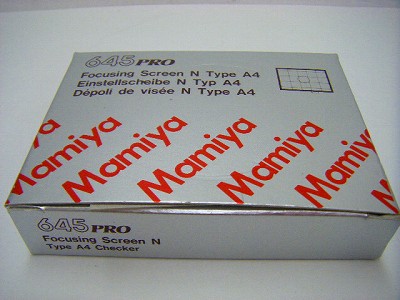 645 PRO
Focusing Screen N Type A4
Einstellscheibe N Typ A4
Dépoli de visée N Type A4
Mamiya Mamiya Mamiya Mamiya
645 PRO
Focusing Screen N
Type A4 Checker